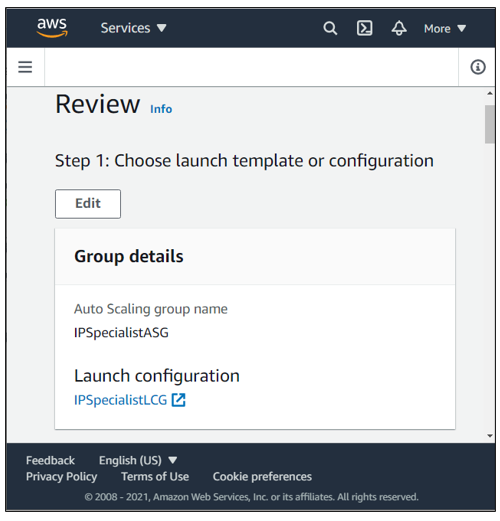 aws Services ▼ More ▼
Review Info
Step 1: Choose launch template or configuration
Edit
Group details
Auto Scaling group name
IPSpecialistASG
Launch configuration
IPSpecialistLCG
Feedback English (US) ▼
Privacy Policy Terms of Use Cookie preferences
© 2008 - 2021, Amazon Web Services, Inc. or its affiliates. All rights reserved.